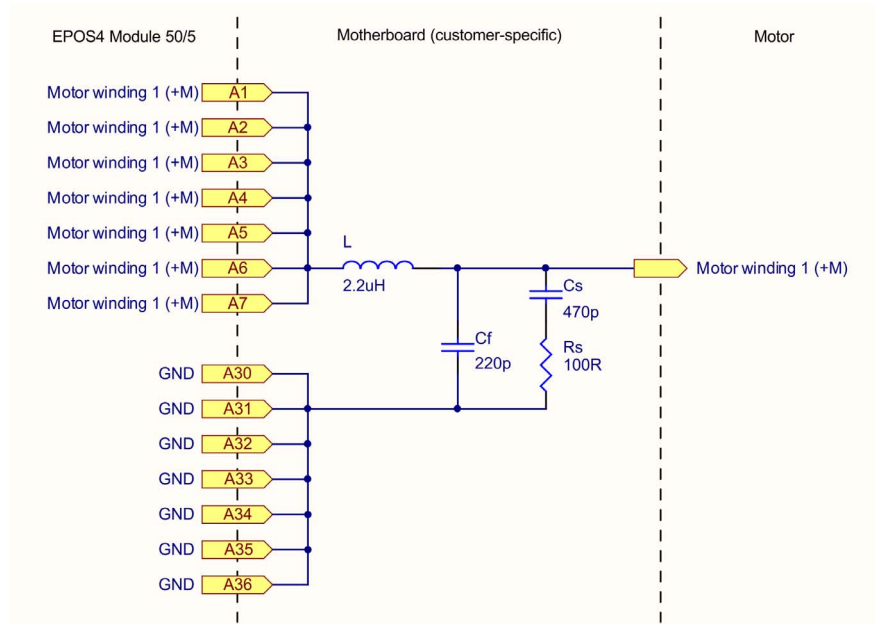 EPOS4 Module 50/5
Motherboard (customer-specific)
Motor
Motor winding 1 (+M) A1
Motor winding 1 (+M) A2
Motor winding 1 (+M) A3
Motor winding 1 (+M) A4
Motor winding 1 (+M) A5
Motor winding 1 (+M) A6
Motor winding 1 (+M) A7
L
2.2uH
Cf
220p
Cs
470p
Rs
100R
Motor winding 1 (+M)
GND A30
GND A31
GND A32
GND A33
GND A34
GND A35
GND A36